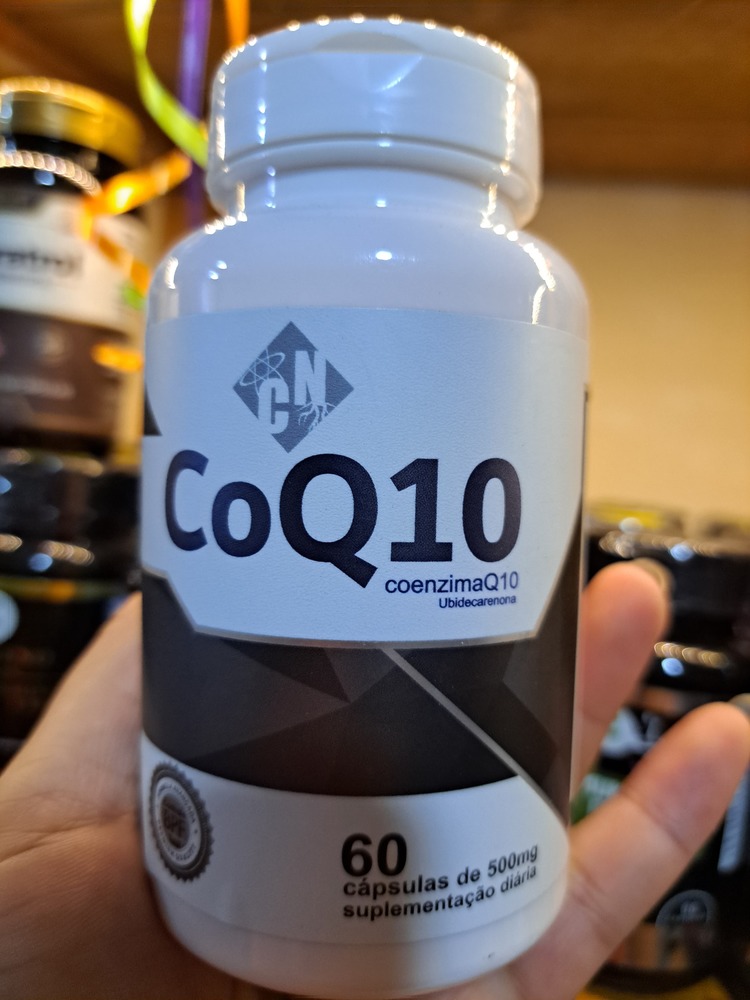 CN
CoQ10
coenzimaQ10
Ubidecarenona
60
cápsulas de 500mg
suplementação diária